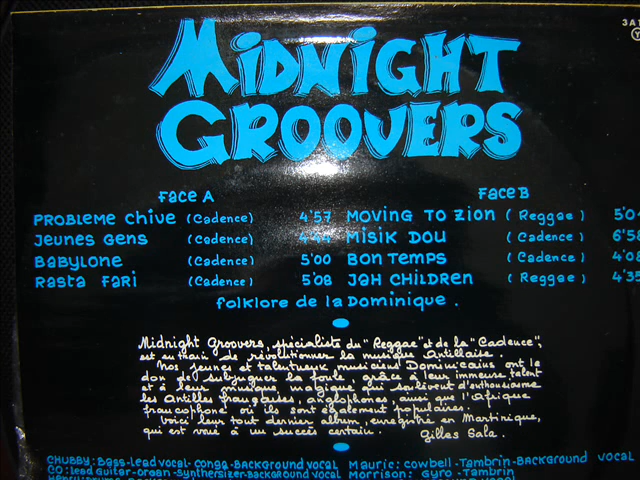 3A1
MiDNiGHT
GROOVERS
Face A
Face B
PROBLEME CHIVE (Cadence) 4'57 MOVING TO ZION (Reggae) 5'0
JEUNES GENS (Cadence) MISIK DOU (Cadence) 6'58
BABYLONE (Cadence) 5'00 BON TEMPS (Cadence) 4'08
RASTA FARI (Cadence) 5'08 JAH CHILDREN (Reggae) 4'35
folklore de la Dominique .
Midnight Groovers, spécialiste du "Reggae" et de la "Cadence",
est en train de révolutionner la musique Antillaise.
Nos jeunes et talentueux musiciens Dominicains ont le
don de subjuguer la foule, grâce à leur immense talent
et à leur musique magique qui soulèvent d'enthousiasme
les Antilles françaises, anglophones, ainsi que l'Afrique
francophone où ils sont également populaires.
Voici leur tout dernier album, enregistré en Martinique,
qui est voué à un succès certain. Gilles Sala.
CHUBBY: Bass-Lead vocal-Conga-BACKGROUND VOCAL Mauric: Cowbell-Tambrin-BACKGROUND VOCAL
CO: Lead Guitar-organ-Synthersizer-BACKGROUND VOCAL Morrison: Gyro-Tambrin